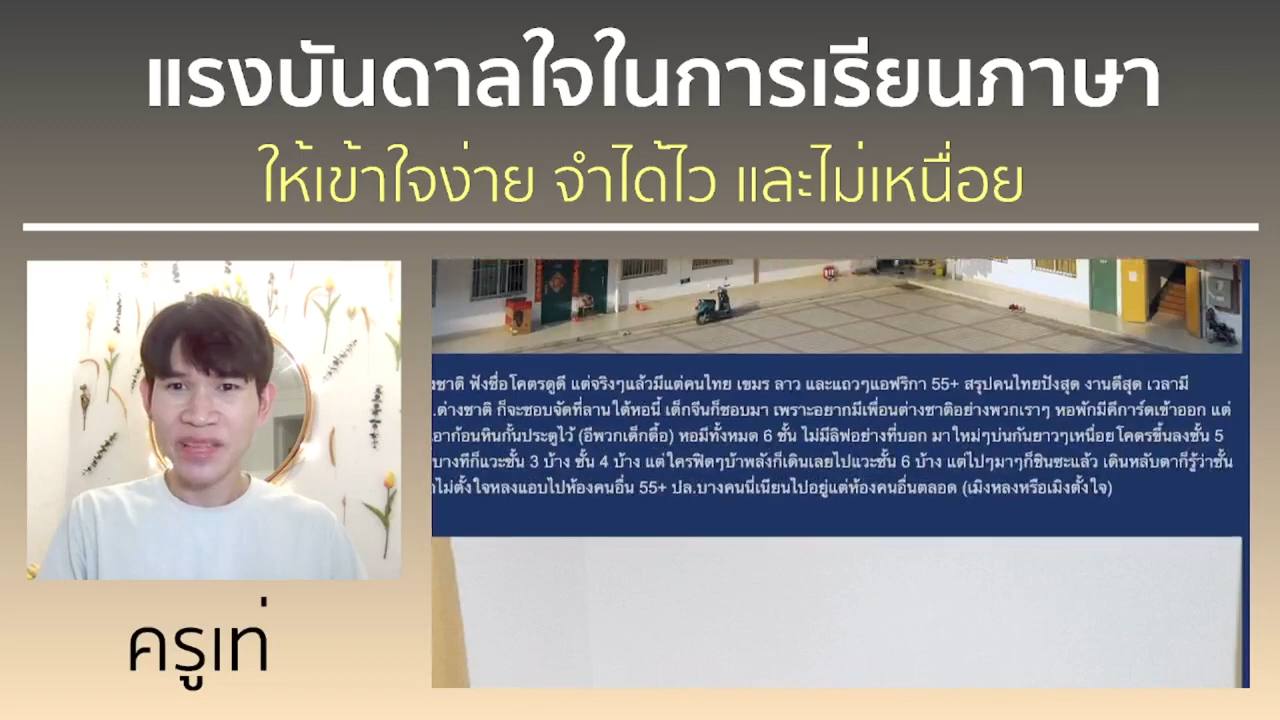 แรงบันดาลใจในการเรียนภาษา
ให้เข้าใจง่าย จำได้ไว และไม่เหนื่อย
ครูเท่
งชาติ ฟังชื่อโคตรดูดี แต่จริงๆแล้วมีแต่คนไทย เขมร ลาว และแถวๆแอฟริกา 55+ สรุปคนไทยปังสุด งานดีสุด เวลามี
.ต่างชาติ ก็จะชอบจัดที่ลานใต้หอนี้ เด็กจีนก็ชอบมา เพราะอยากมีเพื่อนต่างชาติอย่างพวกเราๆ หอพักมีคีการ์ดเข้าออก แต่
เอาก้อนหินกั้นประตูไว้ (อีพวกเด็กดื้อ) หอมีทั้งหมด 6 ชั้น ไม่มีลิฟอย่างที่บอก มาใหม่ๆบ่นกันยาวๆเหนื่อยโคตรขึ้นลงชั้น 5
บางทีก็แวะชั้น 3 บ้าง ชั้น 4 บ้าง แต่ใครฟิตๆบ้าพลังก็เดินเลยไปแวะชั้น 6 บ้าง แต่ไปๆมาๆก็ชินซะแล้ว เดินหลับตาก็รู้ว่าชั้น
ไม่ตั้งใจหลงแอบไปห้องคนอื่น 55+ ปล.บางคนนี่เนียนไปอยู่แต่ห้องคนอื่นตลอด (เมิงหลงหรือเมิงตั้งใจ)